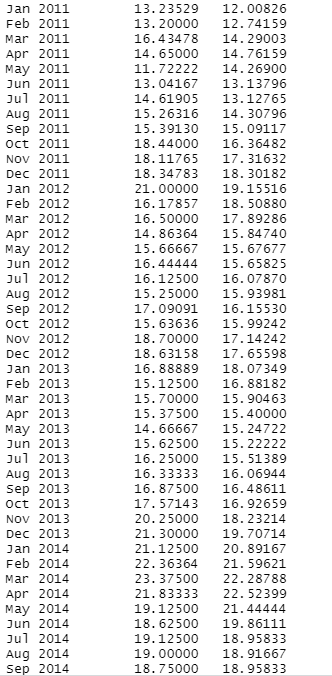 Jan 2011 13.23529 12.00826
Feb 2011 13.20000 12.74159
Mar 2011 16.43478 14.29003
Apr 2011 14.65000 14.76159
May 2011 11.72222 14.26900
Jun 2011 13.04167 13.13796
Jul 2011 14.61905 13.12765
Aug 2011 15.26316 14.30796
Sep 2011 15.39130 15.09117
Oct 2011 18.44000 16.36482
Nov 2011 18.11765 17.31632
Dec 2011 18.34783 18.30182
Jan 2012 21.00000 19.15516
Feb 2012 16.17857 18.50880
Mar 2012 16.50000 17.89286
Apr 2012 14.86364 15.84740
May 2012 15.66667 15.67677
Jun 2012 16.44444 15.65825
Jul 2012 16.12500 16.07870
Aug 2012 15.25000 15.93981
Sep 2012 17.09091 16.15530
Oct 2012 15.63636 15.99242
Nov 2012 18.70000 17.14242
Dec 2012 18.63158 17.65598
Jan 2013 16.88889 18.07349
Feb 2013 15.12500 16.88182
Mar 2013 15.70000 15.90463
Apr 2013 15.37500 15.40000
May 2013 14.66667 15.24722
Jun 2013 15.62500 15.22222
Jul 2013 16.25000 15.51389
Aug 2013 16.33333 16.06944
Sep 2013 16.87500 16.48611
Oct 2013 17.57143 16.92659
Nov 2013 20.25000 18.23214
Dec 2013 21.30000 19.70714
Jan 2014 21.12500 20.89167
Feb 2014 22.36364 21.59621
Mar 2014 23.37500 22.28788
Apr 2014 21.83333 22.52399
May 2014 19.12500 21.44444
Jun 2014 18.62500 19.86111
Jul 2014 19.12500 18.95833
Aug 2014 19.00000 18.91667
Sep 2014 18.75000 18.95833